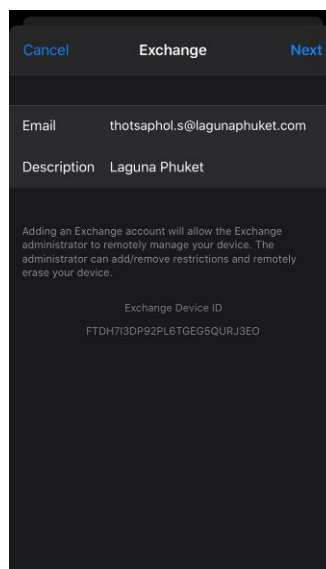 Cancel Exchange Next
Email thotsaphol.s@lagunaphuket.com
Description Laguna Phuket
Adding an Exchange account will allow the Exchange
administrator to remotely manage your device. The
administrator can add/remove restrictions and remotely
erase your device.
Exchange Device ID
FTDH7I3DP92PL6TGEG5QURJ3EO